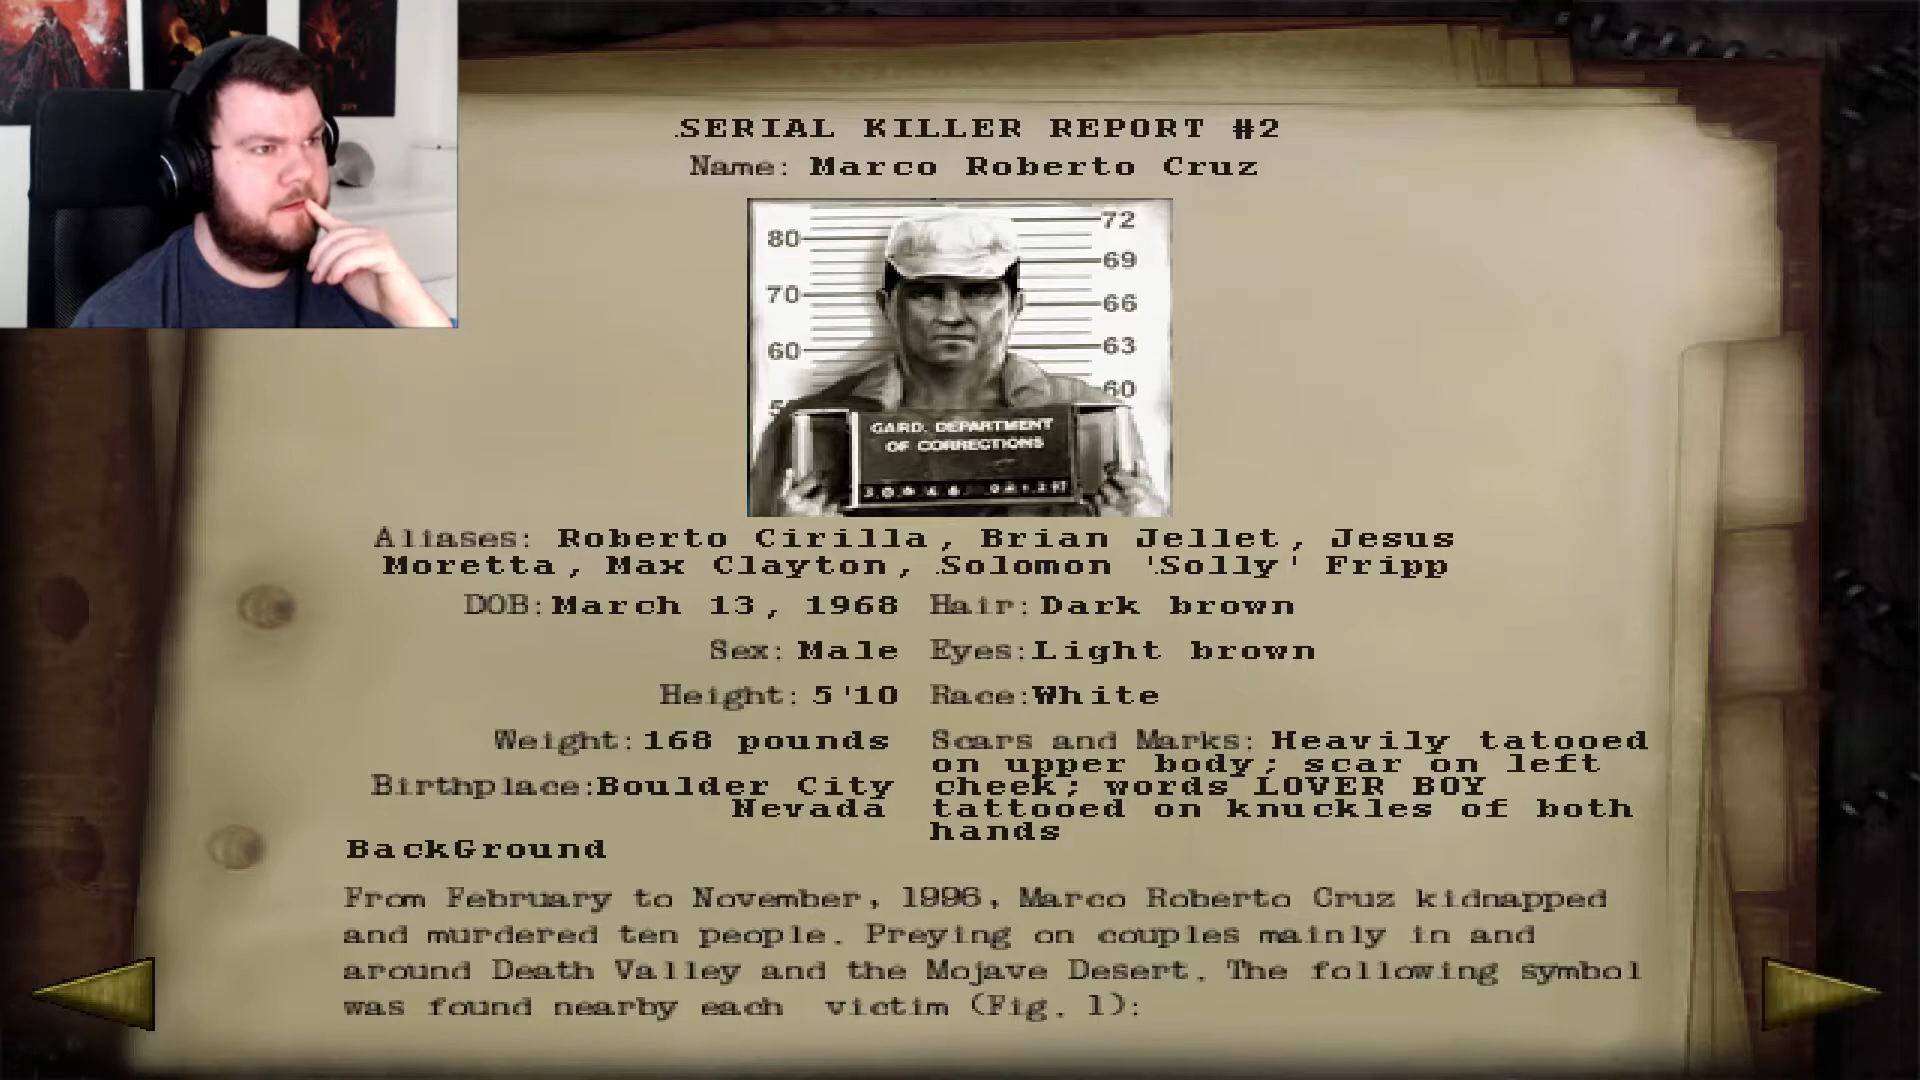 SERIAL KILLER REPORT #2
Name: Marco Roberto Cruz
80 72
69
70 66
60 63
60
GARD. DEPARTMENT
OF CORRECTIONS
Aliases: Roberto Cirilla, Brian Jellet, Jesus
Moretta, Max Clayton, Solomon 'Solly' Fripp
DOB: March 13, 1968 Hair: Dark brown
Sex: Male Eyes: Light brown
Height: 5'10 Race: White
Weight: 168 pounds Scars and Marks: Heavily tatooed
on upper body; scar on left
Birthplace: Boulder City cheek; words LOVER BOY
Nevada tattooed on knuckles of both
hands
BackGround
From February to November, 1996, Marco Roberto Cruz kidnapped
and murdered ten people. Preying on couples mainly in and
around Death Valley and the Mojave Desert. The following symbol
was found nearby each victim (Fig. 1):